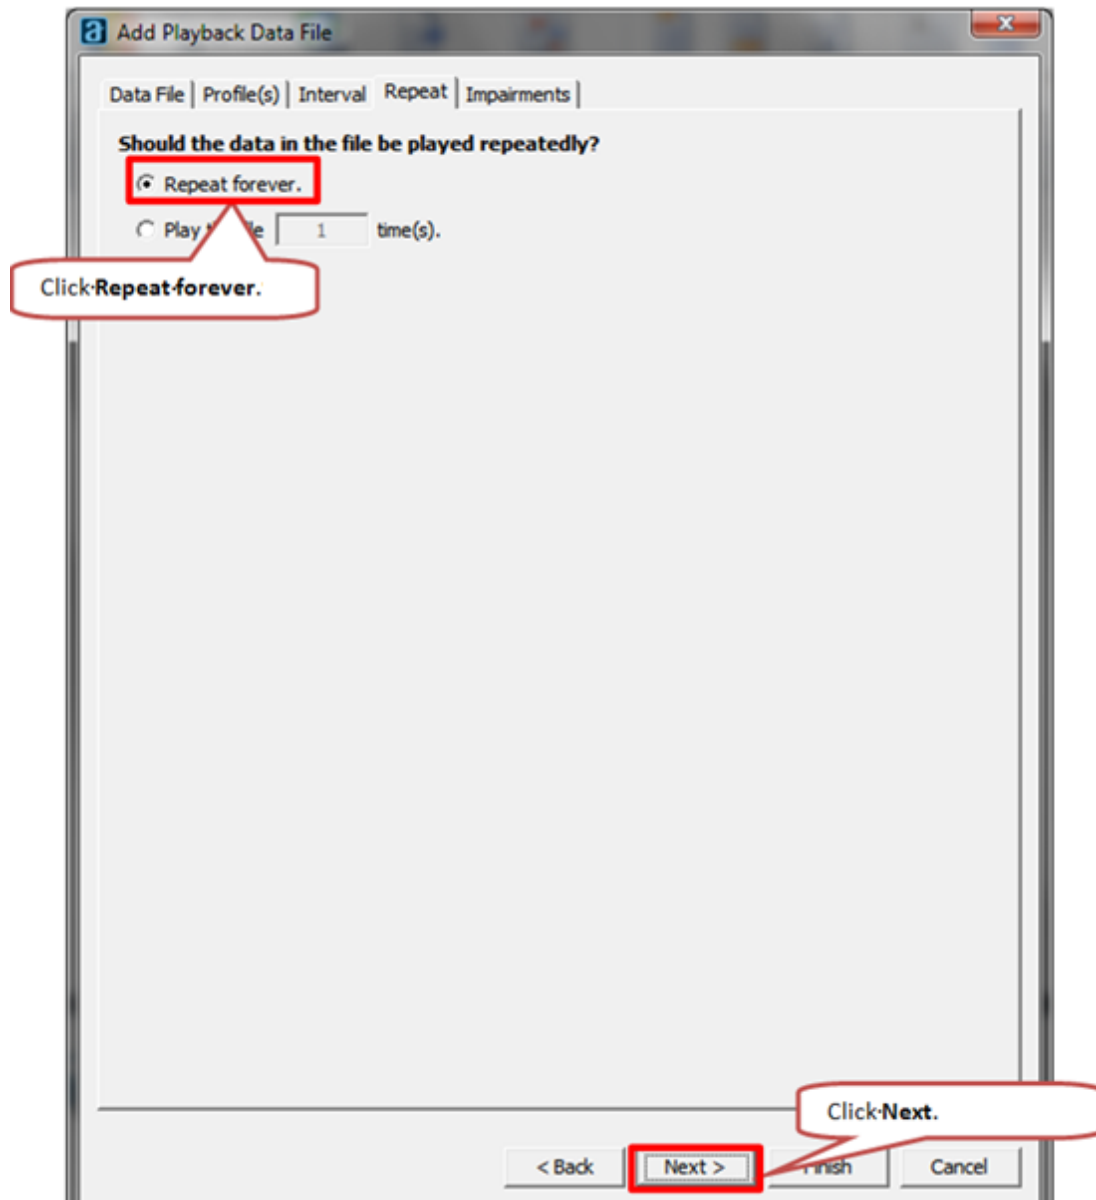 Add Playback Data File
Data File Profile(s) Interval Repeat Impairments
Should the data in the file be played repeatedly?
Repeat forever.
Play 1 time(s).
Click·Repeat·forever.
Click·Next.
< Back Next > Cancel